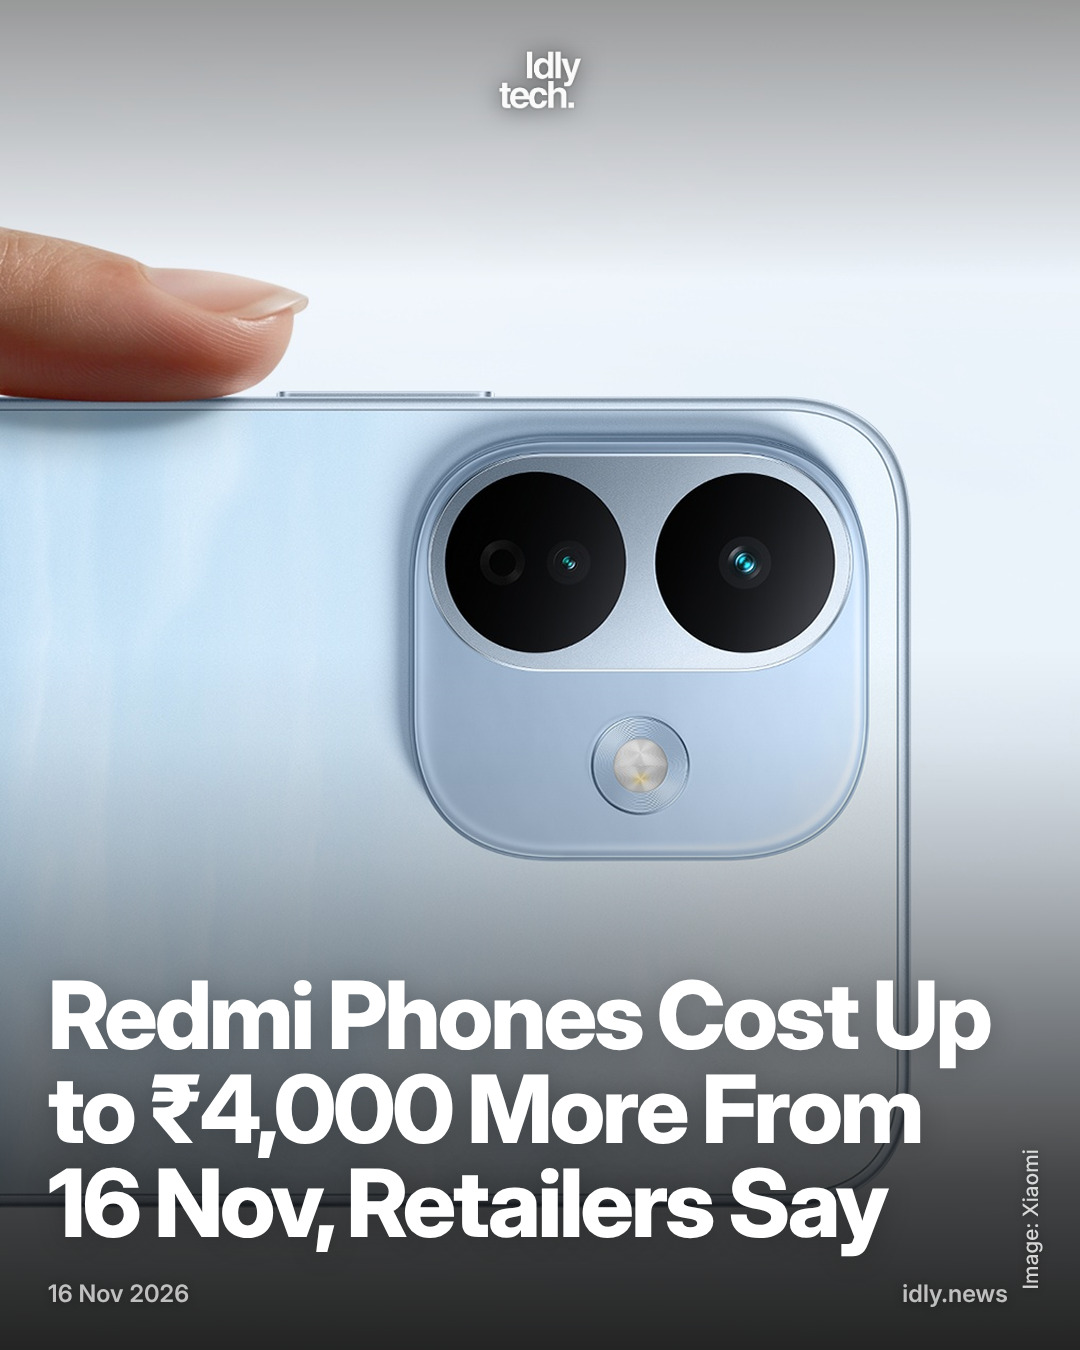 Idly
tech.
Redmi Phones Cost Up
to ₹4,000 More From
16 Nov, Retailers Say
Image: Xiaomi
16 Nov 2026
idly.news